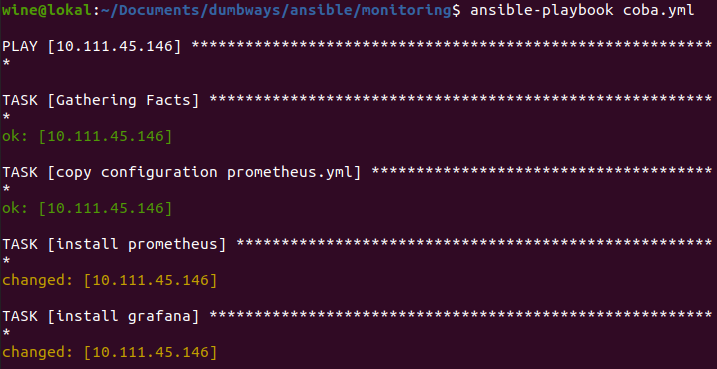 wine@lokal:~/Documents/dumbways/ansible/monitoring$ ansible-playbook coba.yml
PLAY [10.111.45.146] **********************************************************
*
TASK [Gathering Facts] ********************************************************
*
ok: [10.111.45.146]
TASK [copy configuration prometheus.yml] **************************************
*
ok: [10.111.45.146]
TASK [install prometheus] *****************************************************
*
changed: [10.111.45.146]
TASK [install grafana] ********************************************************
*
changed: [10.111.45.146]